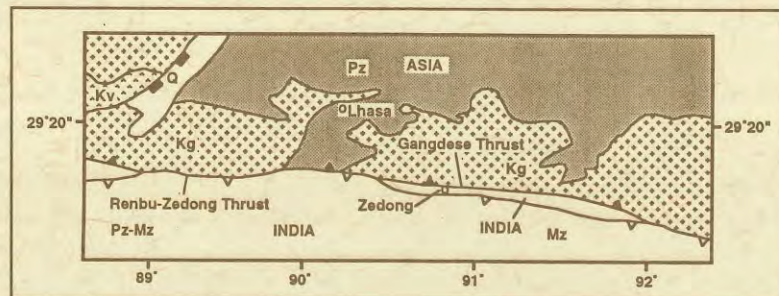 Pz ASIA
Q
Kv
Lhasa
29˚20" 29˚20"
Kg Gangdese Thrust
Kg
Renbu-Zedong Thrust Zedong
Pz-Mz INDIA INDIA
Mz
89˚ 90˚ 91˚ 92˚